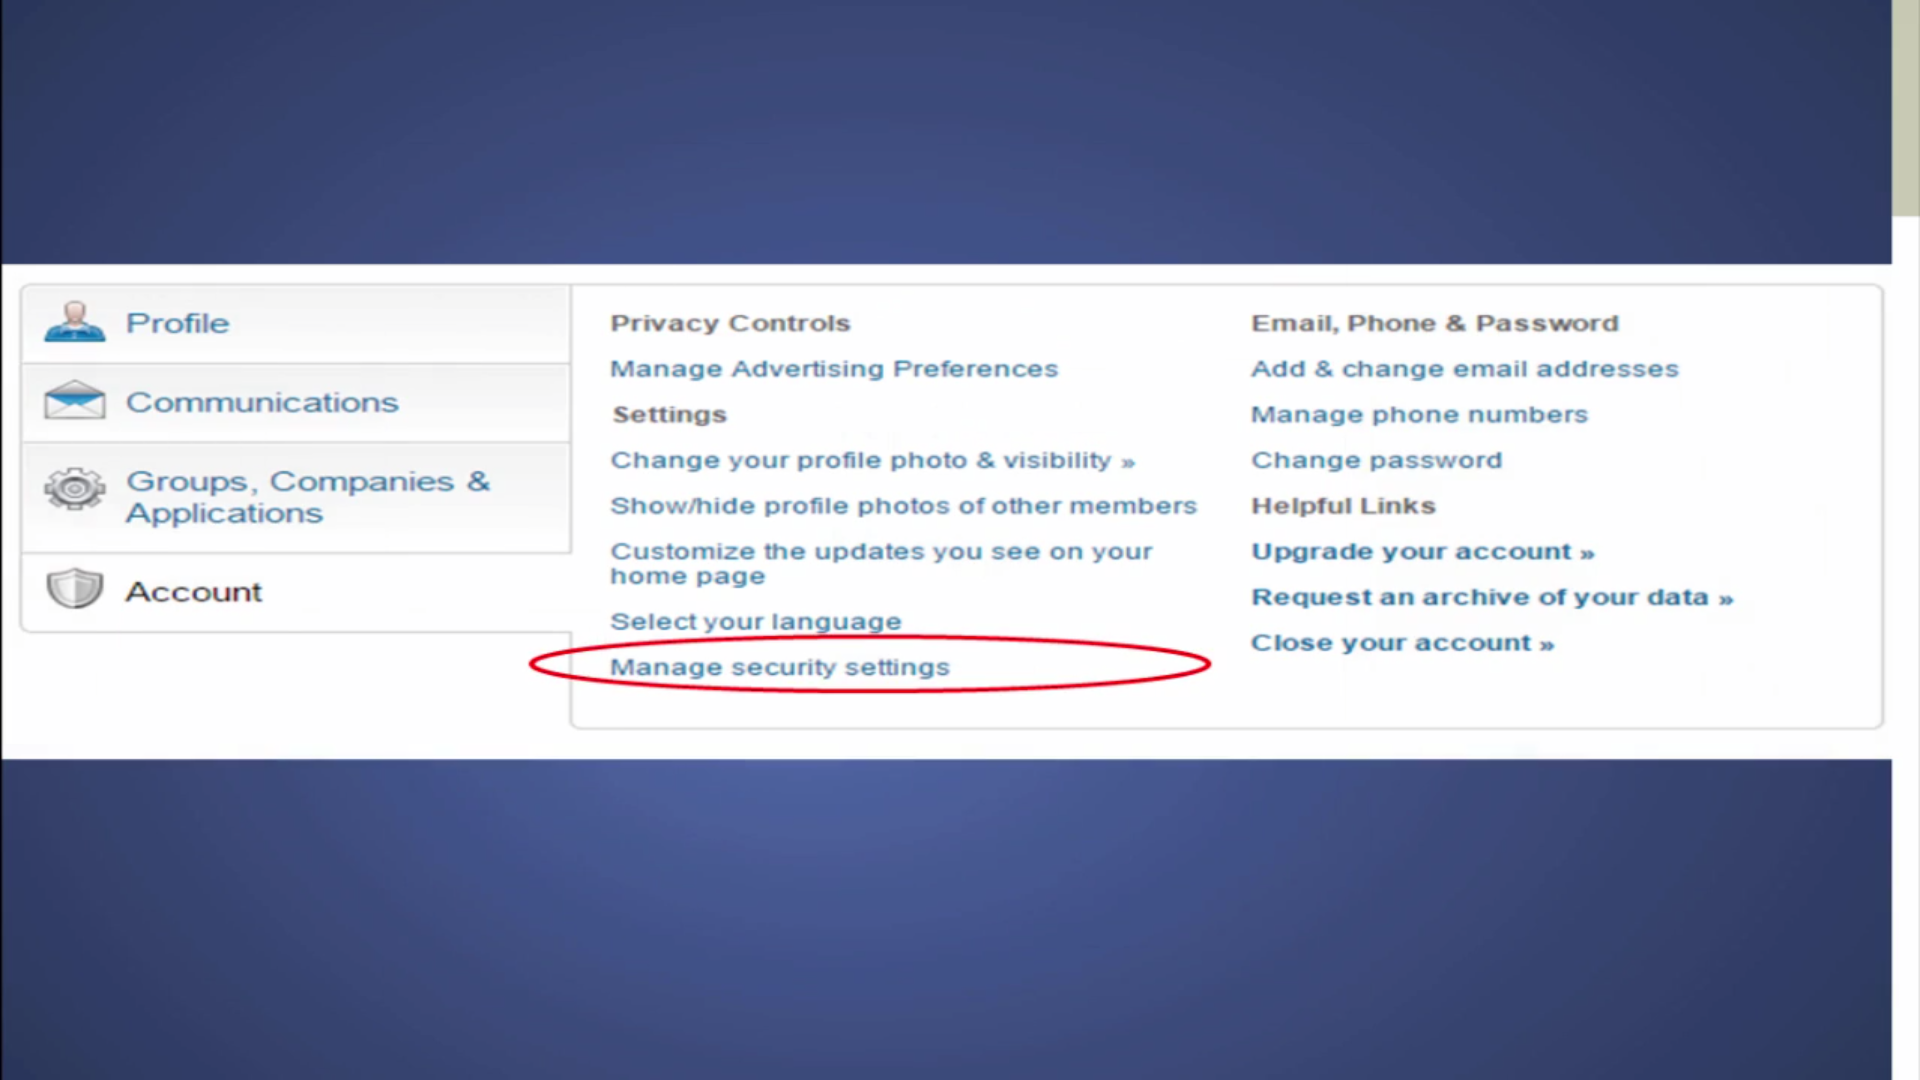 Profile
Communications
Groups, Companies &
Applications
Account
Privacy Controls
Manage Advertising Preferences
Settings
Change your profile photo & visibility »
Show/hide profile photos of other members
Customize the updates you see on your
home page
Select your language
Manage security settings
Email, Phone & Password
Add & change email addresses
Manage phone numbers
Change password
Helpful Links
Upgrade your account »
Request an archive of your data »
Close your account »